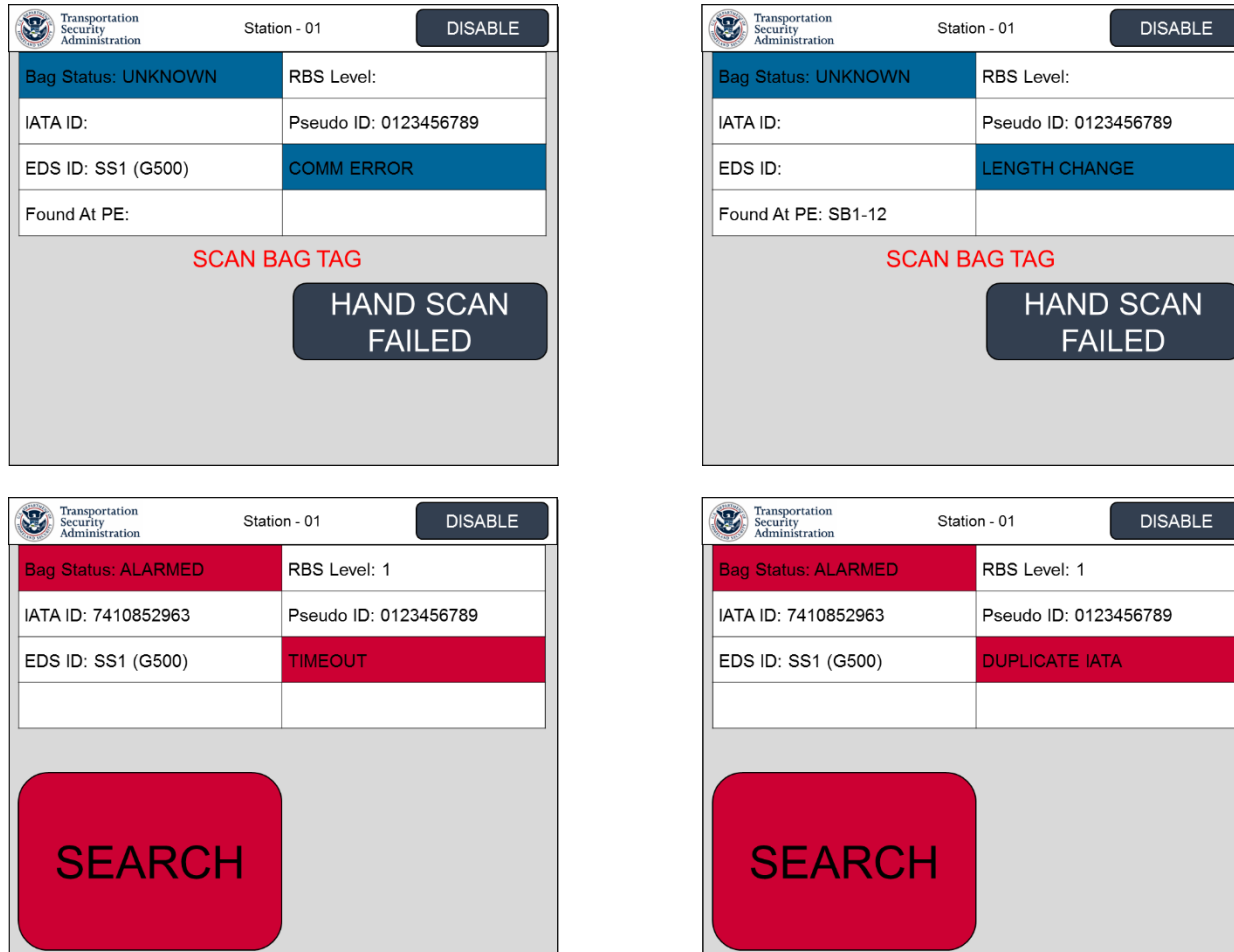 Transportation
Security
Administration
Station - 01
DISABLE
Bag Status: UNKNOWN
RBS Level:
IATA ID:
Pseudo ID: 0123456789
EDS ID: SS1 (G500)
COMM ERROR
Found At PE:
SCAN BAG TAG
HAND SCAN
FAILED
Transportation
Security
Administration
Station - 01
DISABLE
Bag Status: UNKNOWN
RBS Level:
IATA ID:
Pseudo ID: 0123456789
EDS ID:
LENGTH CHANGE
Found At PE: SB1-12
SCAN BAG TAG
HAND SCAN
FAILED
Transportation
Security
Administration
Station - 01
DISABLE
Bag Status: ALARMED
RBS Level: 1
IATA ID: 7410852963
Pseudo ID: 0123456789
EDS ID: SS1 (G500)
TIMEOUT
SEARCH
Transportation
Security
Administration
Station - 01
DISABLE
Bag Status: ALARMED
RBS Level: 1
IATA ID: 7410852963
Pseudo ID: 0123456789
EDS ID: SS1 (G500)
DUPLICATE IATA
SEARCH